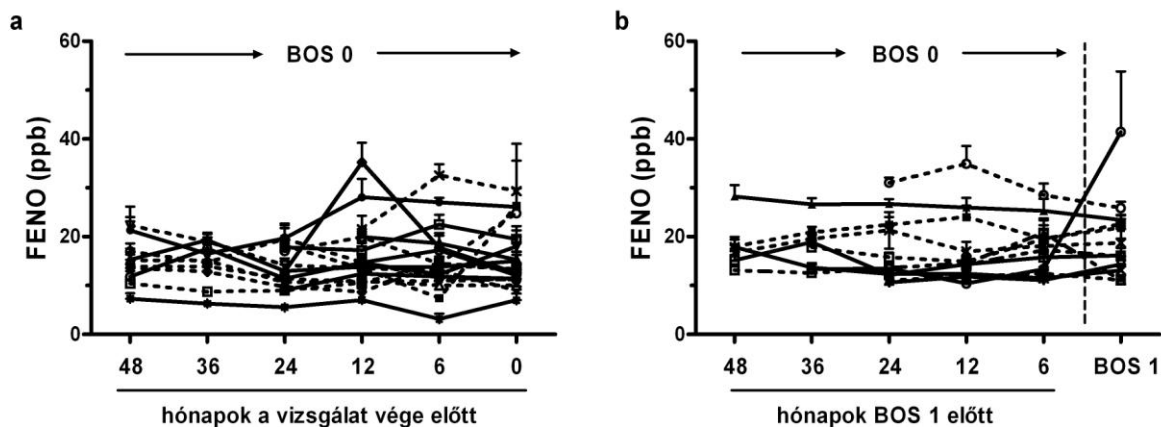 a
BOS 0
FENO (ppb)
60
40
20
0
48 36 24 12 6 0
hónapok a vizsgálat vége előtt
b
BOS 0
FENO (ppb)
60
40
20
0
48 36 24 12 6 BOS 1
hónapok BOS 1 előtt